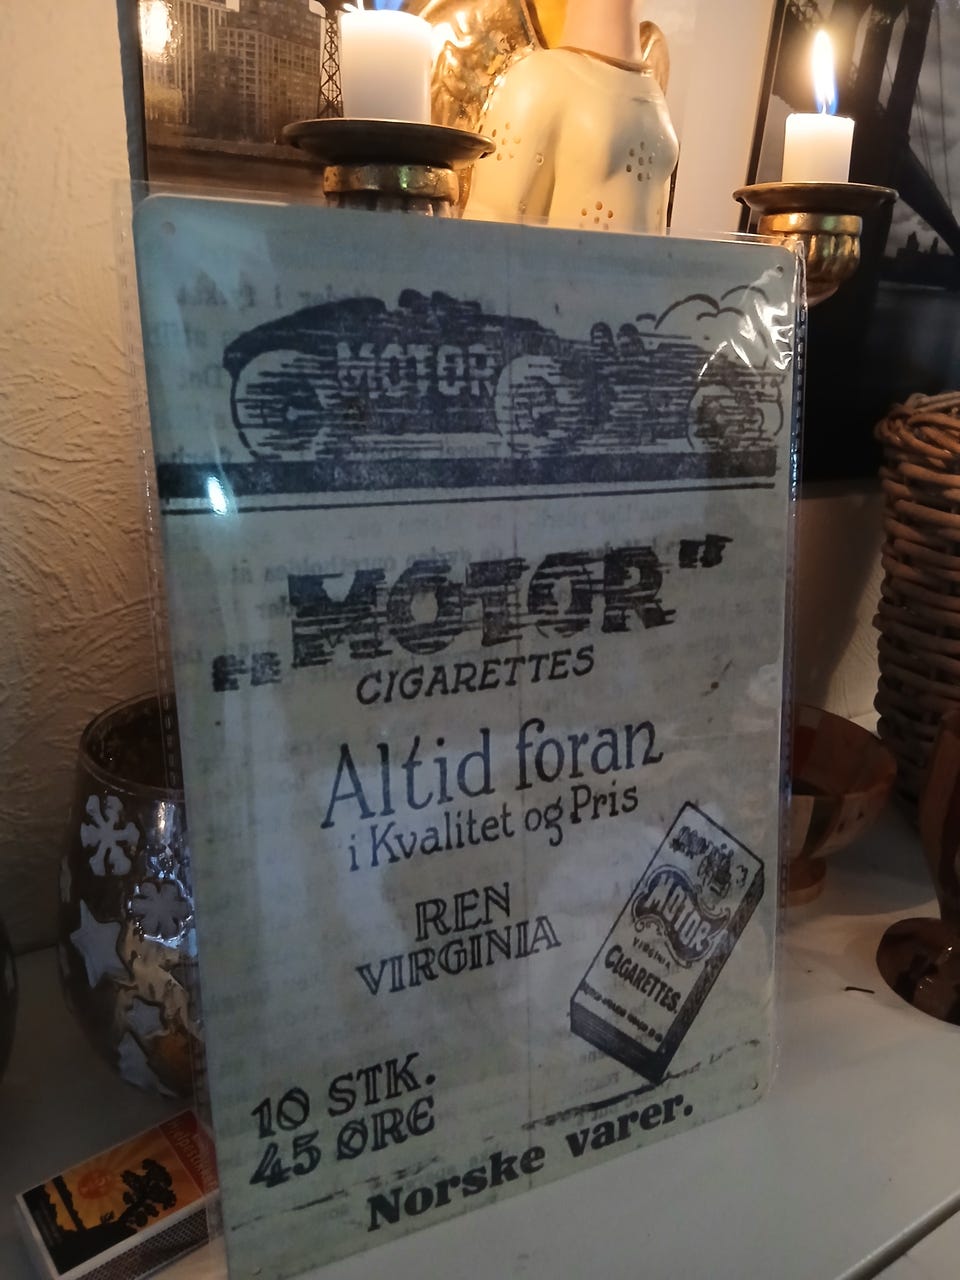 MOTOR
„MOTOR"
CIGARETTES
Altid foran
i Kvalitet og Pris
REN
VIRGINIA
MOTOR
VIRGINIA
CIGARETTES.
10 STK.
45 ØRE
Norske varer.